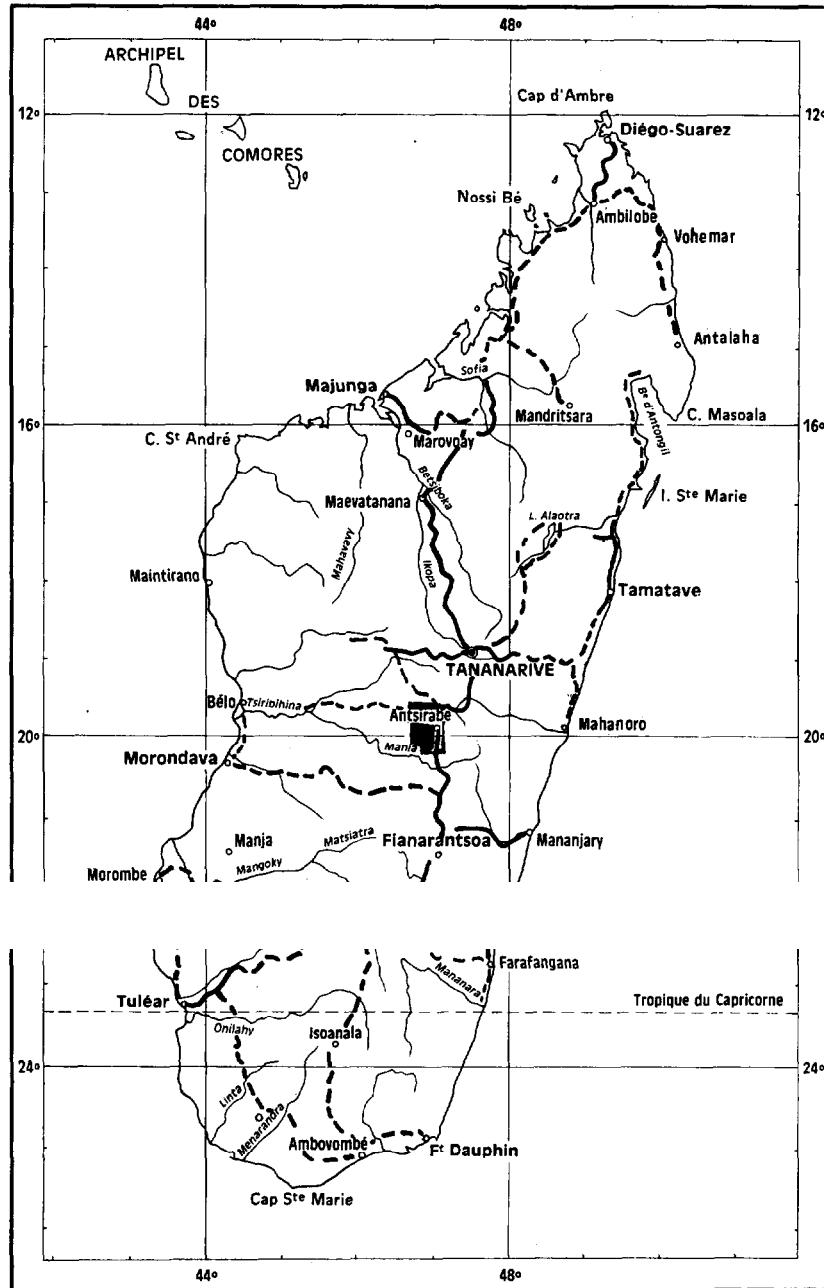 44° 48°
ARCHIPEL
DES
COMORES
12° 12°
Cap d'Ambre
Diégo-Suarez
Nossi Bé
Ambilobe
Vohemar
Antalaha
Sofia
Majunga
Mandritsara
Bᵉ d'Antongil
C. Masoala
16° 16°
C. Sᵗ André
Marovoay
Betsiboka
Maevatanana
I. Sᵗᵉ Marie
L. Alaotra
Mahavavy
Ikopa
Maintirano
Tamatave
TANANARIVE
Bélo
Tsiribihina
Antsirabe
Mahanoro
20° 20°
Mania
Morondava
Manja
Matsiatra
Fianarantsoa
Mananjary
Mangoky
Morombe
Farafangana
Mananara
Tuléar
Tropique du Capricorne
Onilahy
Isoanala
24° 24°
Linta
Menarandra
Ambovombé
Fᵗ Dauphin
Cap Sᵗᵉ Marie
44° 48°